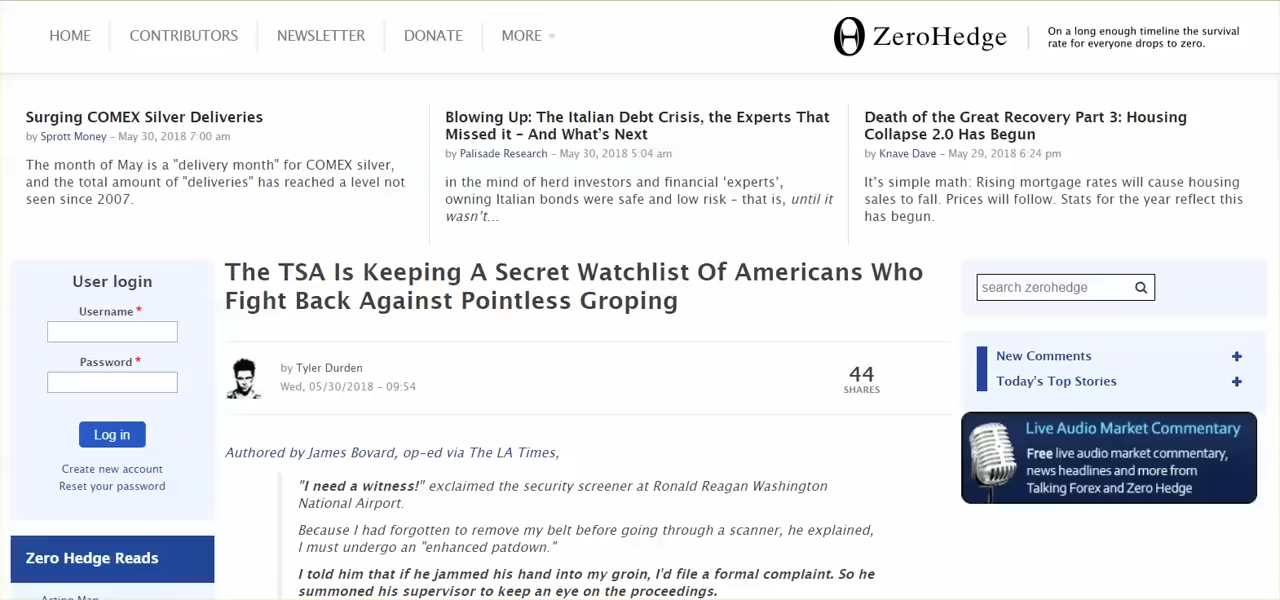 HOME
CONTRIBUTORS
NEWSLETTER
DONATE
MORE
ZeroHedge
On a long enough timeline the survival
rate for everyone drops to zero.
Surging COMEX Silver Deliveries
by Sprott Money – May 30, 2018 7:00 am
The month of May is a "delivery month" for COMEX silver,
and the total amount of "deliveries" has reached a level not
seen since 2007.
Blowing Up: The Italian Debt Crisis, the Experts That
Missed it – And What's Next
by Palisade Research – May 30, 2018 5:04 am
in the mind of herd investors and financial ‘experts’,
owning Italian bonds were safe and low risk – that is, until it
wasn’t…
Death of the Great Recovery Part 3: Housing
Collapse 2.0 Has Begun
by Knave Dave – May 29, 2018 6:24 pm
It’s simple math: Rising mortgage rates will cause housing
sales to fall. Prices will follow. Stats for the year reflect this
has begun.
User login
Username *
Password *
Log in
Create new account
Reset your password
Zero Hedge Reads
Acting Man
The TSA Is Keeping A Secret Watchlist Of Americans Who
Fight Back Against Pointless Groping
by Tyler Durden
Wed, 05/30/2018 – 09:54
44
SHARES
Authored by James Bovard, op-ed via The LA Times,
"I need a witness!" exclaimed the security screener at Ronald Reagan Washington
National Airport.
Because I had forgotten to remove my belt before going through a scanner, he explained,
I must undergo an "enhanced patdown."
I told him that if he jammed his hand into my groin, I'd file a formal complaint. So he
summoned his supervisor to keep an eye on the proceedings.
search zerohedge
New Comments +
Today's Top Stories +
Live Audio Market Commentary
Free live audio market commentary,
news headlines and more from
Talking Forex and Zero Hedge